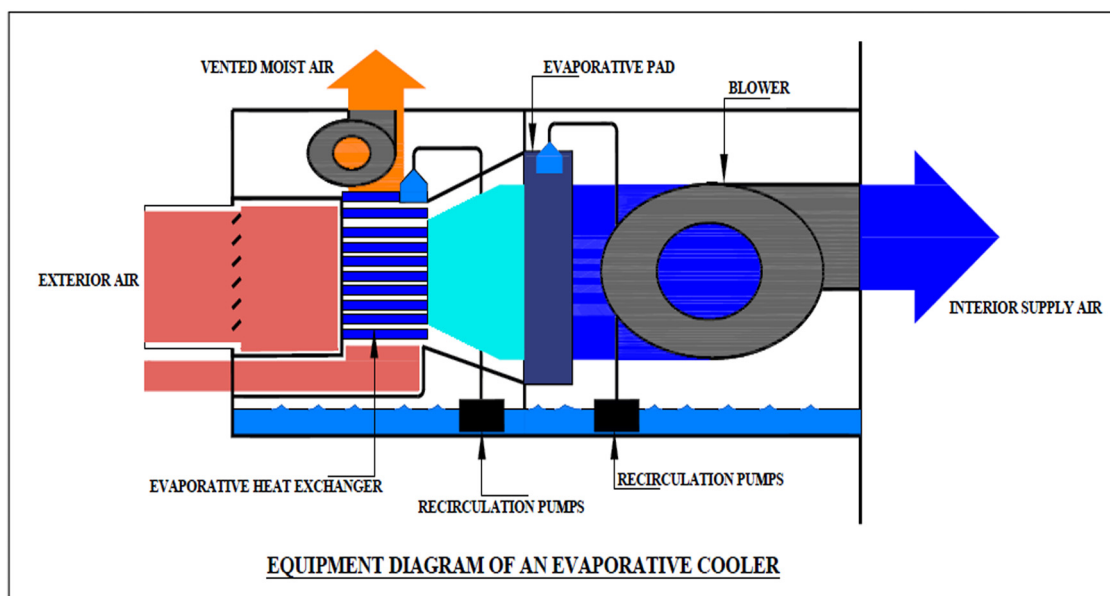 VENTED MOIST AIR
EVAPORATIVE PAD
BLOWER
EXTERIOR AIR
INTERIOR SUPPLY AIR
EVAPORATIVE HEAT EXCHANGER
RECIRCULATION PUMPS
RECIRCULATION PUMPS
EQUIPMENT DIAGRAM OF AN EVAPORATIVE COOLER